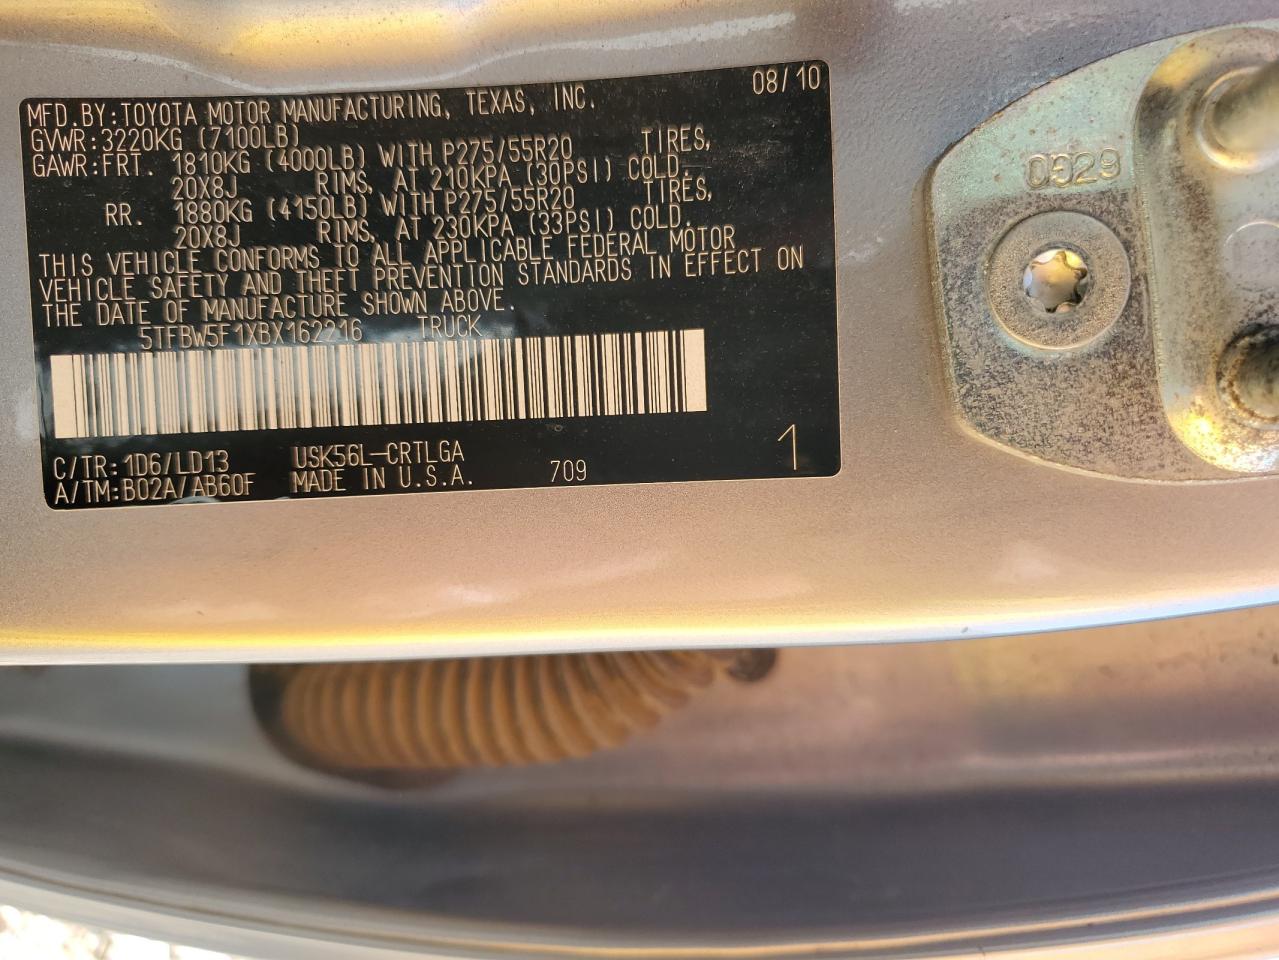 MFD.BY:TOYOTA MOTOR MANUFACTURING, TEXAS, INC. 08/10
GVWR:3220KG (7100LB)
GAWR:FRT. 1810KG (4000LB) WITH P275/55R20 TIRES,
20X8J RIMS, AT 210KPA (30PSI) COLD.
RR. 1880KG (4150LB) WITH P275/55R20 TIRES,
20X8J RIMS, AT 230KPA (33PSI) COLD.
THIS VEHICLE CONFORMS TO ALL APPLICABLE FEDERAL MOTOR
VEHICLE SAFETY AND THEFT PREVENTION STANDARDS IN EFFECT ON
THE DATE OF MANUFACTURE SHOWN ABOVE.
5TFBW5F1XBX162216 TRUCK
C/TR:1D6/LD13 USK56L-CRTLGA
A/TM:B02A/AB60F MADE IN U.S.A. 709 1